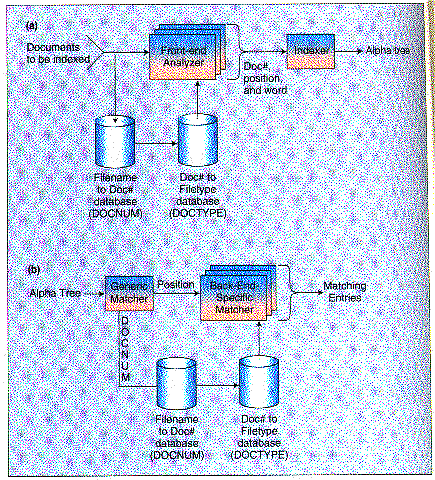 (a)
Documents
to be indexed
Front-end
Analyzer
Doc#,
position,
and word
Indexer
Alpha tree
Filename
to Doc#
database
(DOCNUM)
Doc# to
Filetype
database
(DOCTYPE)
(b)
Alpha Tree
Generic
Matcher
Position
Back-End-
Specific
Matcher
Matching
Entries
DOCNUM
Filename
to Doc#
database
(DOCNUM)
Doc# to
Filetype
database
(DOCTYPE)